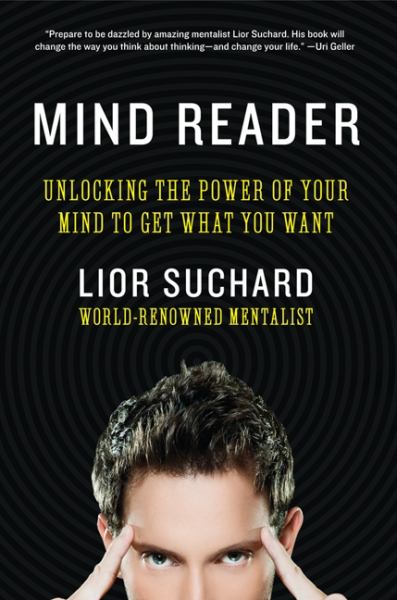 "Prepare to be dazzled by amazing mentalist Lior Suchard. His book will
change the way you think about thinking—and change your life." —Uri Geller
MIND READER
UNLOCKING THE POWER OF YOUR
MIND TO GET WHAT YOU WANT
LIOR SUCHARD
WORLD-RENOWNED MENTALIST